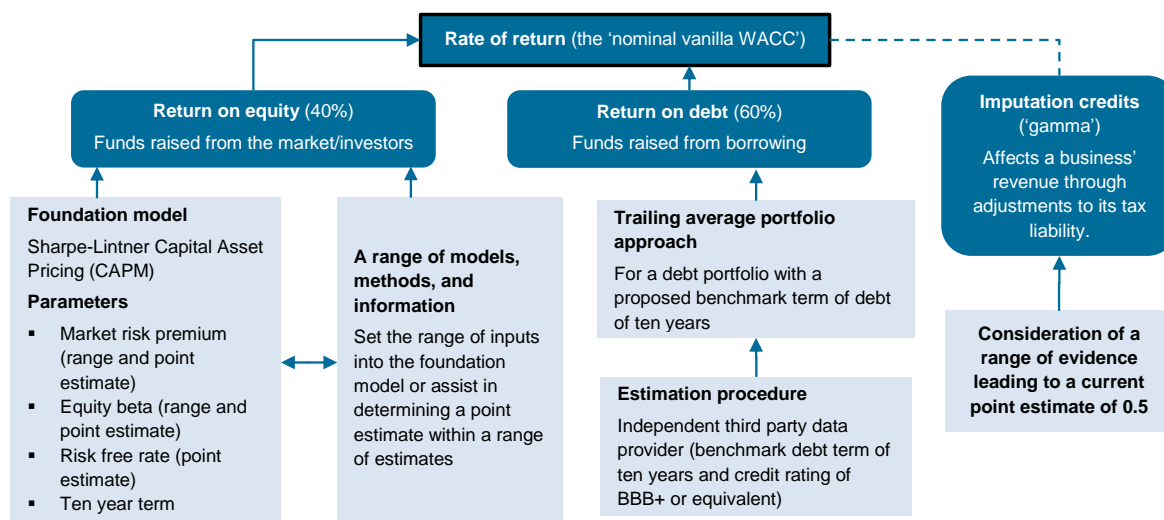 Rate of return (the ‘nominal vanilla WACC’)
Return on equity (40%)
Funds raised from the market/investors
Return on debt (60%)
Funds raised from borrowing
Imputation credits
(‘gamma’)
Affects a business’
revenue through
adjustments to its tax
liability.
Foundation model
Sharpe-Lintner Capital Asset
Pricing (CAPM)
Parameters
▪ Market risk premium
(range and point
estimate)
▪ Equity beta (range and
point estimate)
▪ Risk free rate (point
estimate)
▪ Ten year term
A range of models,
methods, and
information
Set the range of inputs
into the foundation
model or assist in
determining a point
estimate within a range
of estimates
Trailing average portfolio
approach
For a debt portfolio with a
proposed benchmark term of debt
of ten years
Estimation procedure
Independent third party data
provider (benchmark debt term of
ten years and credit rating of
BBB+ or equivalent)
Consideration of a
range of evidence
leading to a current
point estimate of 0.5